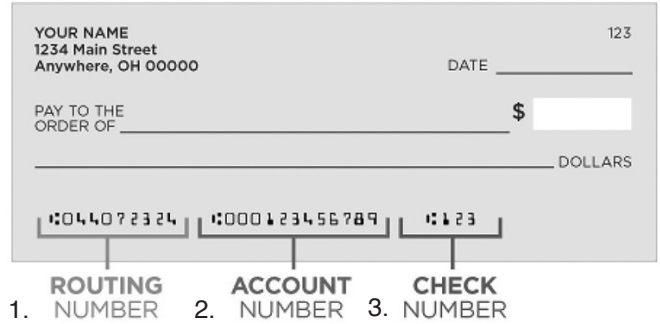 YOUR NAME 123
1234 Main Street
Anywhere, OH 00000
DATE
PAY TO THE
ORDER OF $
DOLLARS
⑆044072324 ⑆000123456789 ⑆123
ROUTING ACCOUNT CHECK
1. NUMBER 2. NUMBER 3. NUMBER